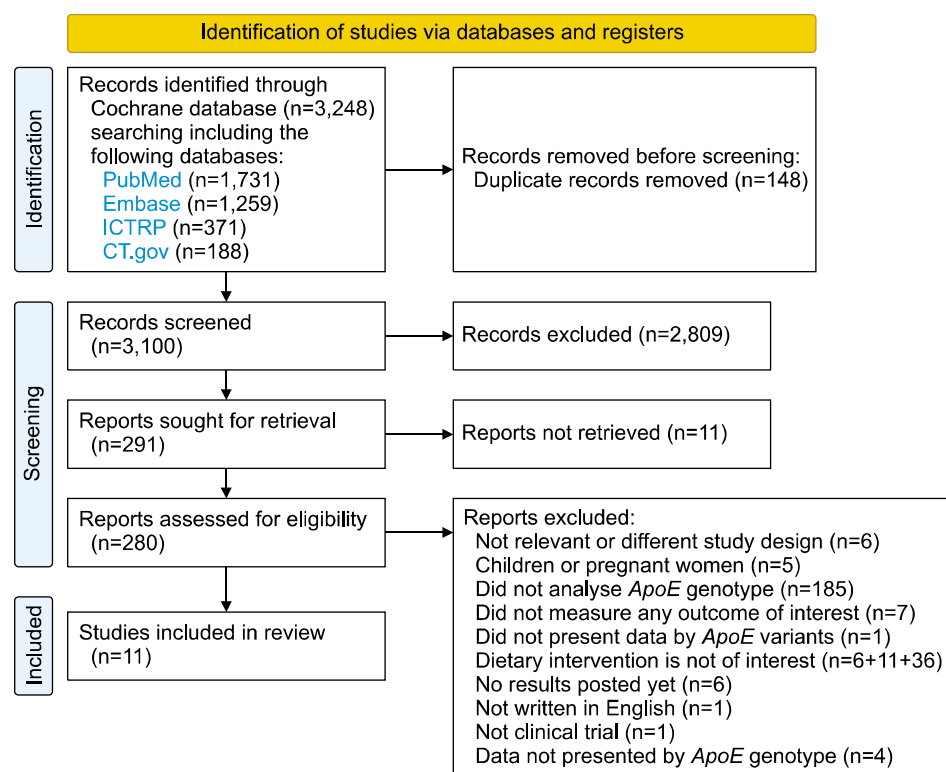 Identification of studies via databases and registers
Identification
Records identified through
Cochrane database (n=3,248)
searching including the
following databases:
PubMed (n=1,731)
Embase (n=1,259)
ICTRP (n=371)
CT.gov (n=188)
Records removed before screening:
Duplicate records removed (n=148)
Screening
Records screened
(n=3,100)
Records excluded (n=2,809)
Reports sought for retrieval
(n=291)
Reports not retrieved (n=11)
Reports assessed for eligibility
(n=280)
Reports excluded:
Not relevant or different study design (n=6)
Children or pregnant women (n=5)
Did not analyse ApoE genotype (n=185)
Did not measure any outcome of interest (n=7)
Did not present data by ApoE variants (n=1)
Dietary intervention is not of interest (n=6+11+36)
No results posted yet (n=6)
Not written in English (n=1)
Not clinical trial (n=1)
Data not presented by ApoE genotype (n=4)
Included
Studies included in review
(n=11)